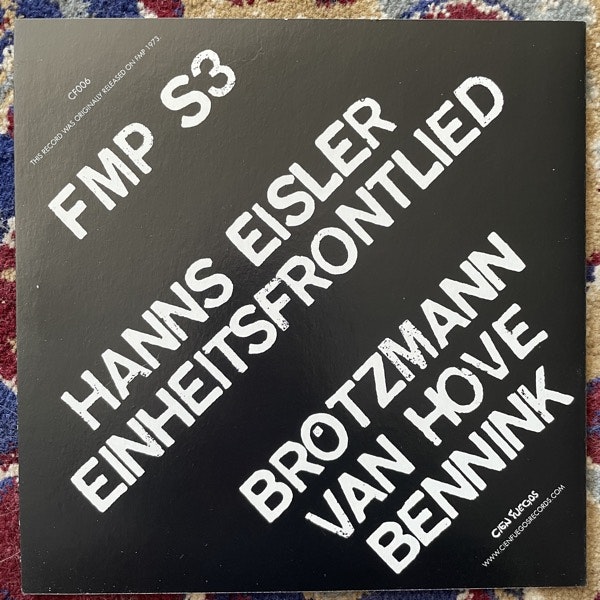 CF006
THIS RECORD WAS ORIGINALLY RELEASED ON FMP 1973.
FMP S3
HANNS EISLER
EINHEITSFRONTLIED
BRÖTZMANN
VAN HOVE
BENNINK
CIEN FUEGOS
WWW.CIENFUEGOSRECORDS.COM